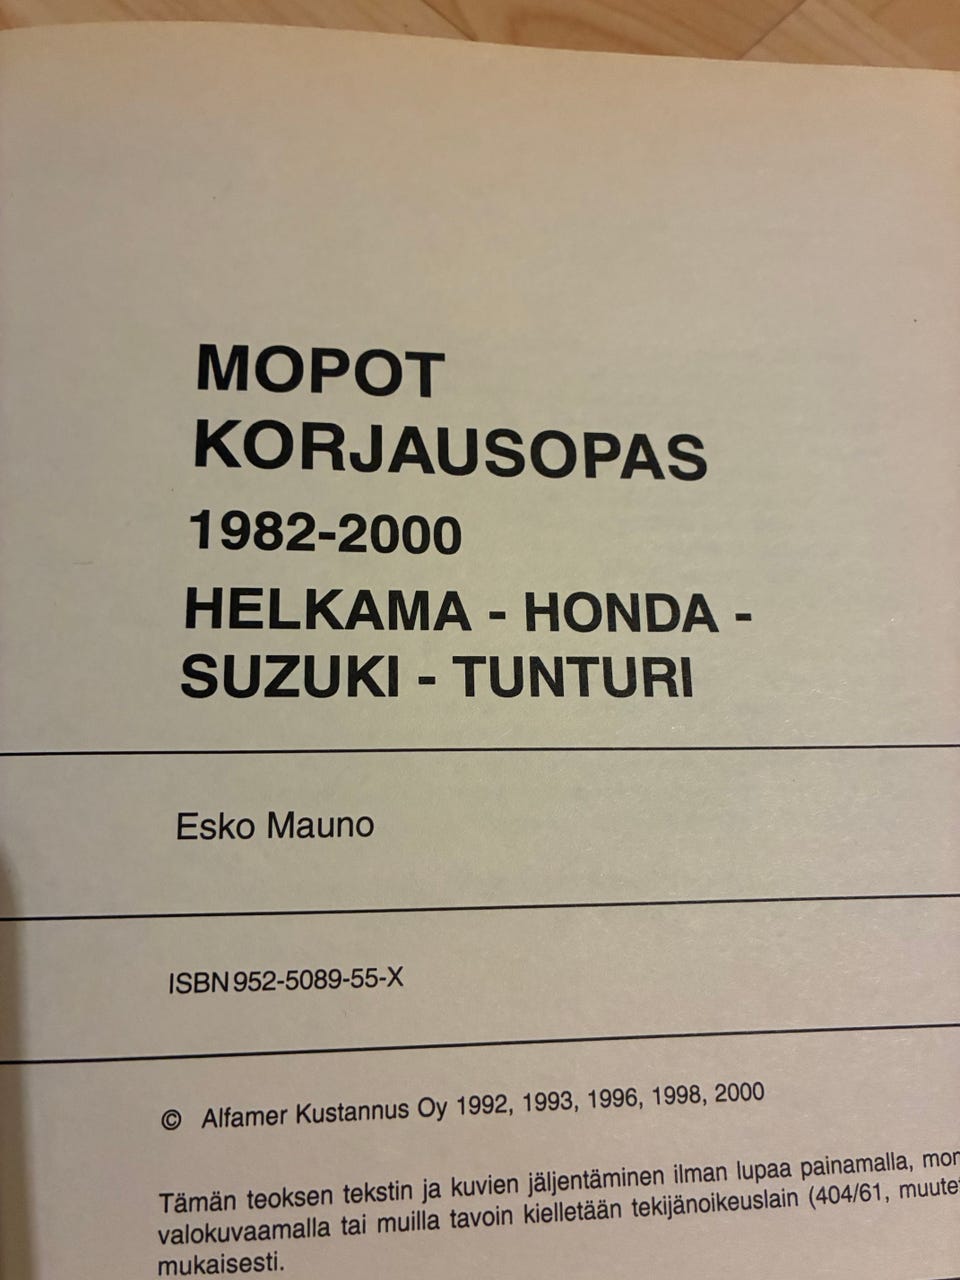 MOPOT
KORJAUSOPAS
1982-2000
HELKAMA - HONDA -
SUZUKI - TUNTURI
Esko Mauno
ISBN 952-5089-55-X
© Alfamer Kustannus Oy 1992, 1993, 1996, 1998, 2000
Tämän teoksen tekstin ja kuvien jäljentäminen ilman lupaa painamalla,
valokuvaamalla tai muilla tavoin kielletään tekijänoikeuslain (404/61,
mukaisesti.